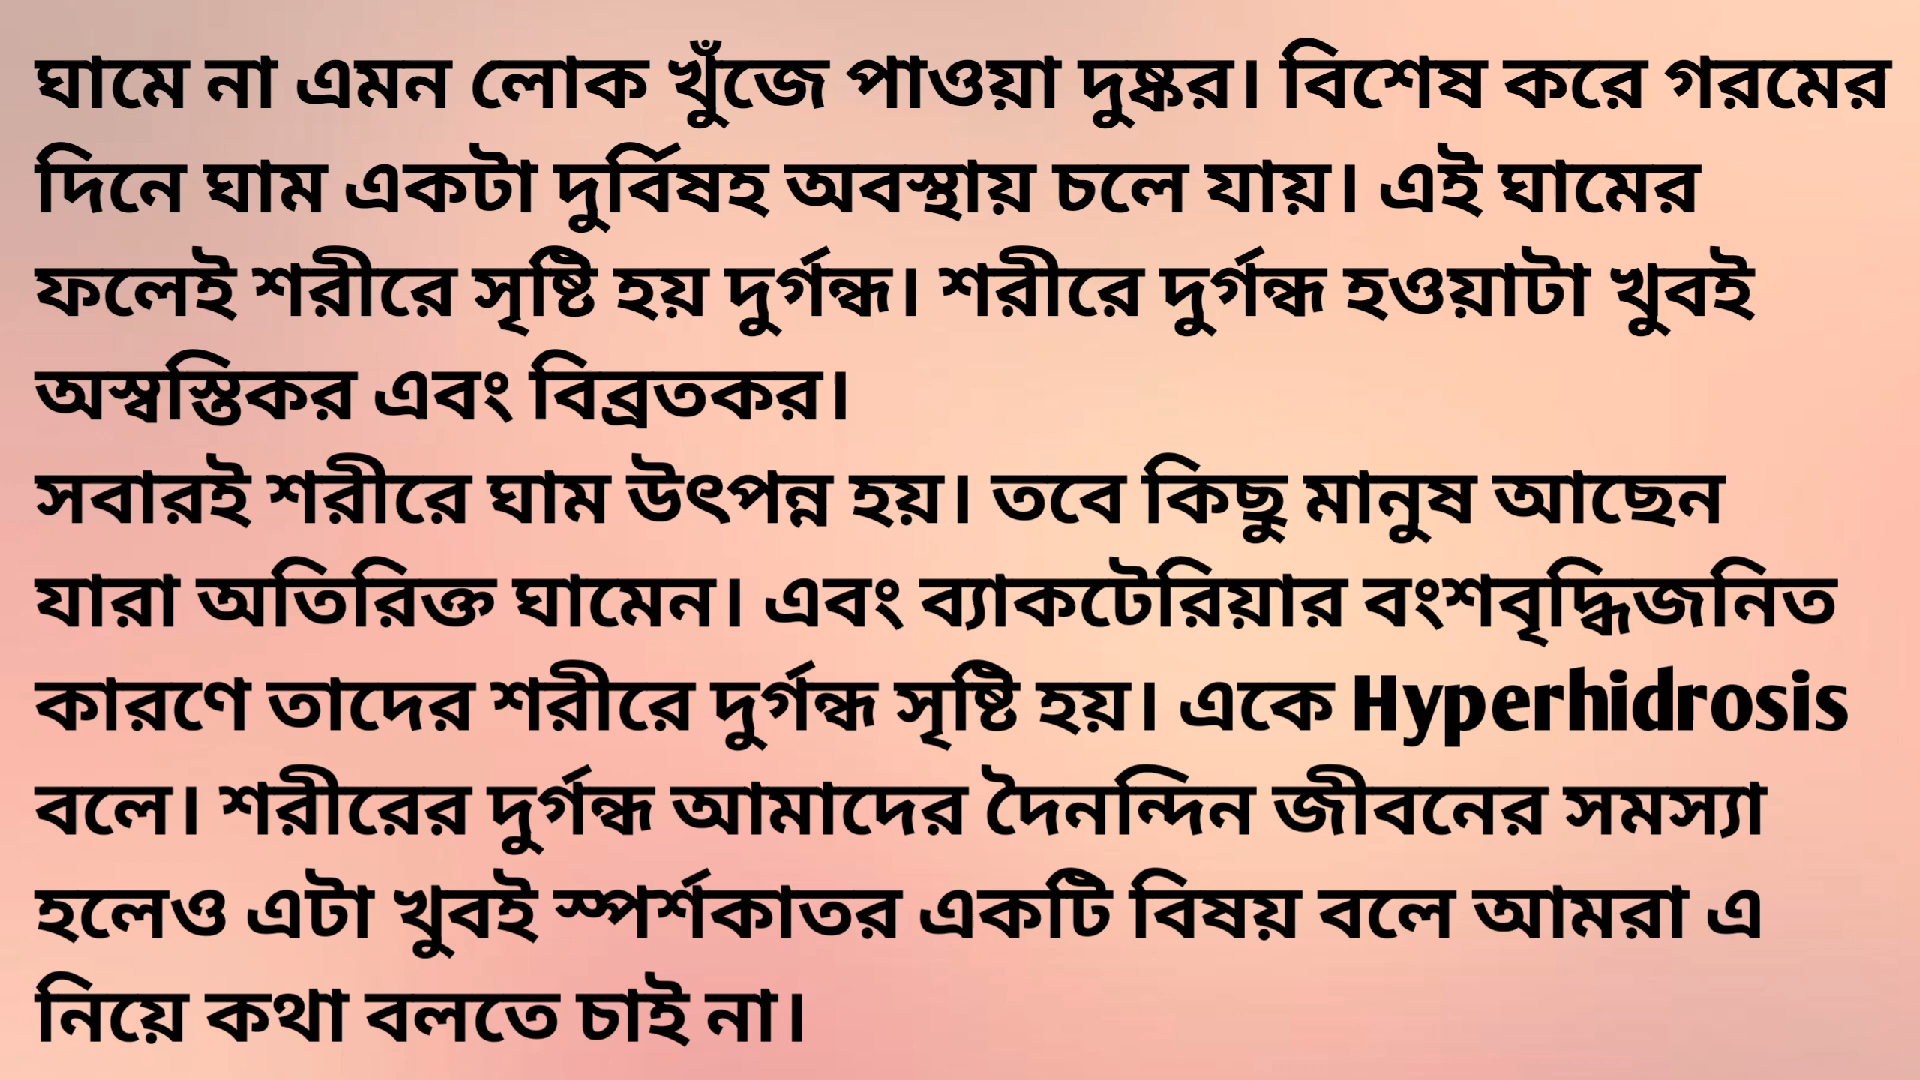 ঘামে না এমন লোক খুঁজে পাওয়া দুষ্কর। বিশেষ করে গরমের
দিনে ঘাম একটা দুর্বিষহ অবস্থায় চলে যায়। এই ঘামের
ফলেই শরীরে সৃষ্টি হয় দুর্গন্ধ। শরীরে দুর্গন্ধ হওয়াটা খুবই
অস্বস্তিকর এবং বিব্রতকর।
সবারই শরীরে ঘাম উৎপন্ন হয়। তবে কিছু মানুষ আছেন
যারা অতিরিক্ত ঘামেন। এবং ব্যাকটেরিয়ার বংশবৃদ্ধিজনিত
কারণে তাদের শরীরে দুর্গন্ধ সৃষ্টি হয়। একে Hyperhidrosis
বলে। শরীরের দুর্গন্ধ আমাদের দৈনন্দিন জীবনের সমস্যা
হলেও এটা খুবই স্পর্শকাতর একটি বিষয় বলে আমরা এ
নিয়ে কথা বলতে চাই না।